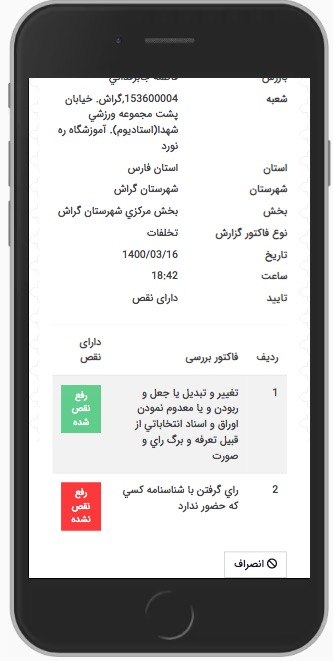 شعبه 153600004,گراش. خيابان
پشت مجموعه ورزشي
شهدا(استاديوم). آموزشگاه ره
نورد
استان استان فارس
شهرستان شهرستان گراش
بخش بخش مرکزي شهرستان گراش
نوع فاکتور گزارش تخلفات
تاریخ 1400/03/16
ساعت 18:42
تایید دارای نقص
ردیف فاکتور بررسی دارای
نقص
1 تغيير و تبديل يا جعل و
ربودن و يا معدوم نمودن
اوراق و اسناد انتخاباتي از
قبيل تعرفه و برگ راي و
صورت
رفع
نقص
شده
2 راي گرفتن با شناسنامه کسي
که حضور ندارد
رفع
نقص
نشده
انصراف